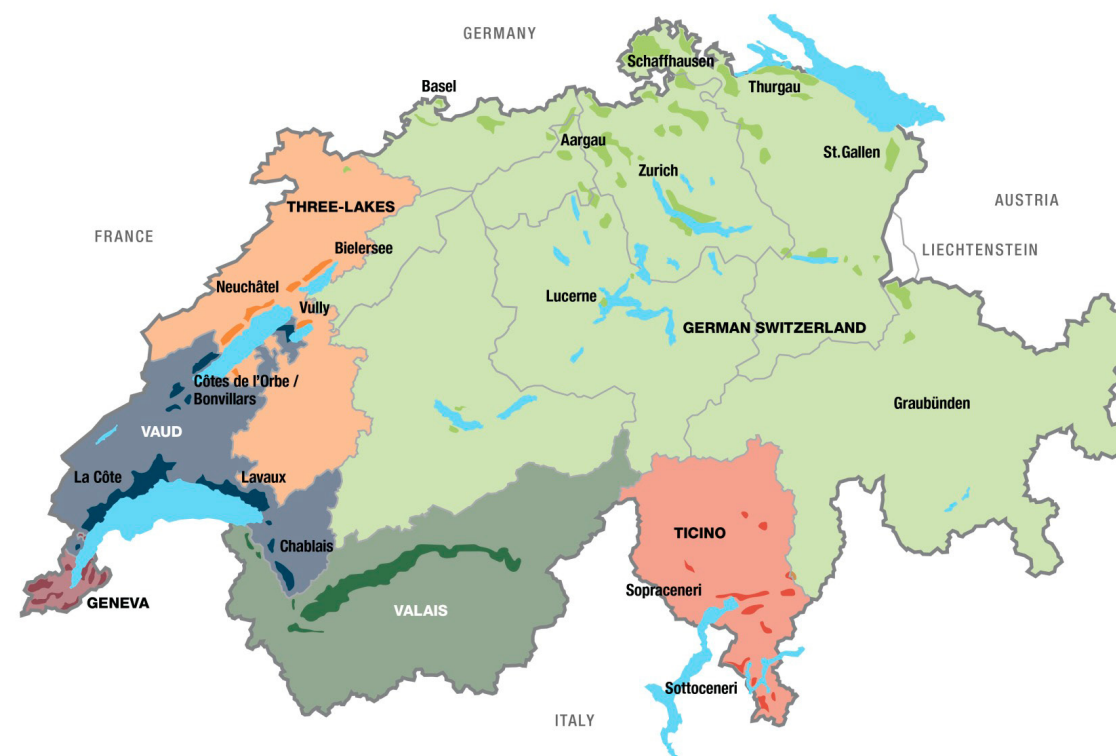 GERMANY
Schaffhausen
Basel
Thurgau
Aargau
St.Gallen
Zurich
AUSTRIA
THREE-LAKES
FRANCE
Bielersee
LIECHTENSTEIN
Neuchâtel
Lucerne
Vully
GERMAN SWITZERLAND
Côtes de l'Orbe /
Bonvillars
Graubünden
VAUD
La Côte
Lavaux
TICINO
Chablais
Sopraceneri
GENEVA
VALAIS
Sottoceneri
ITALY